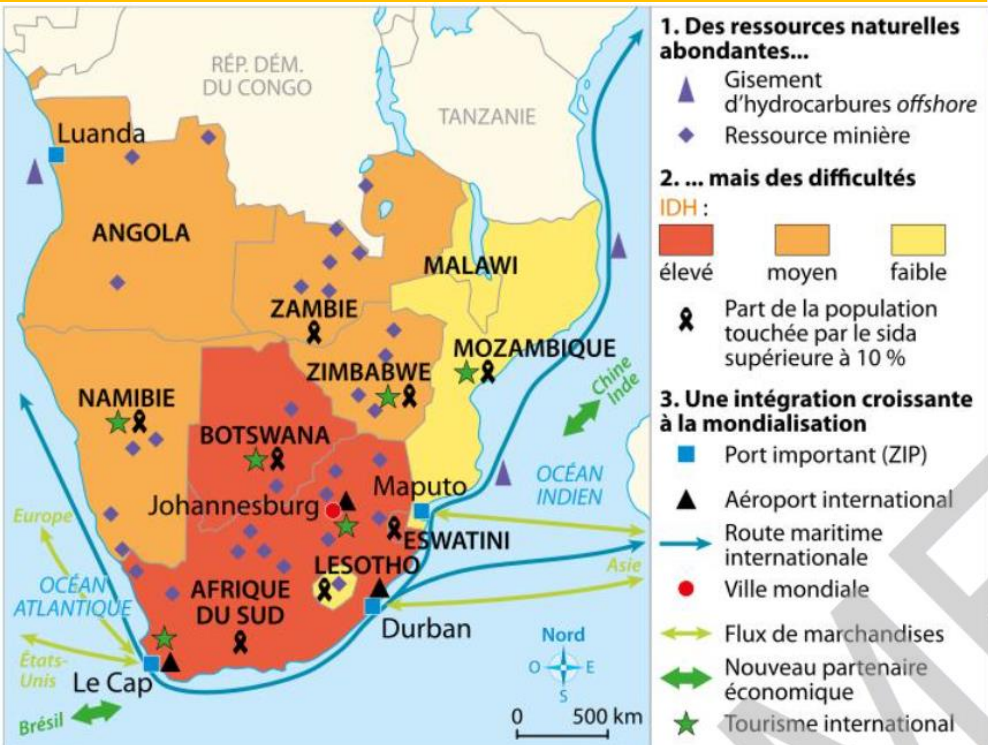 RÉP. DÉM.
DU CONGO
TANZANIE
Luanda
ANGOLA
MALAWI
ZAMBIE
MOZAMBIQUE
ZIMBABWE
NAMIBIE
BOTSWANA
Chine
Inde
Johannesburg
Maputo
OCÉAN
INDIEN
Europe
ESWATINI
LESOTHO
Asie
OCÉAN
ATLANTIQUE
AFRIQUE
DU SUD
Durban
États-
Unis
Le Cap
Brésil
Nord
O
E
S
0 500 km
1. Des ressources naturelles
abondantes...
Gisement
d'hydrocarbures offshore
Ressource minière
2. ... mais des difficultés
IDH :
élevé moyen faible
Part de la population
touchée par le sida
supérieure à 10 %
3. Une intégration croissante
à la mondialisation
Port important (ZIP)
Aéroport international
Route maritime
internationale
Ville mondiale
Flux de marchandises
Nouveau partenaire
économique
Tourisme international